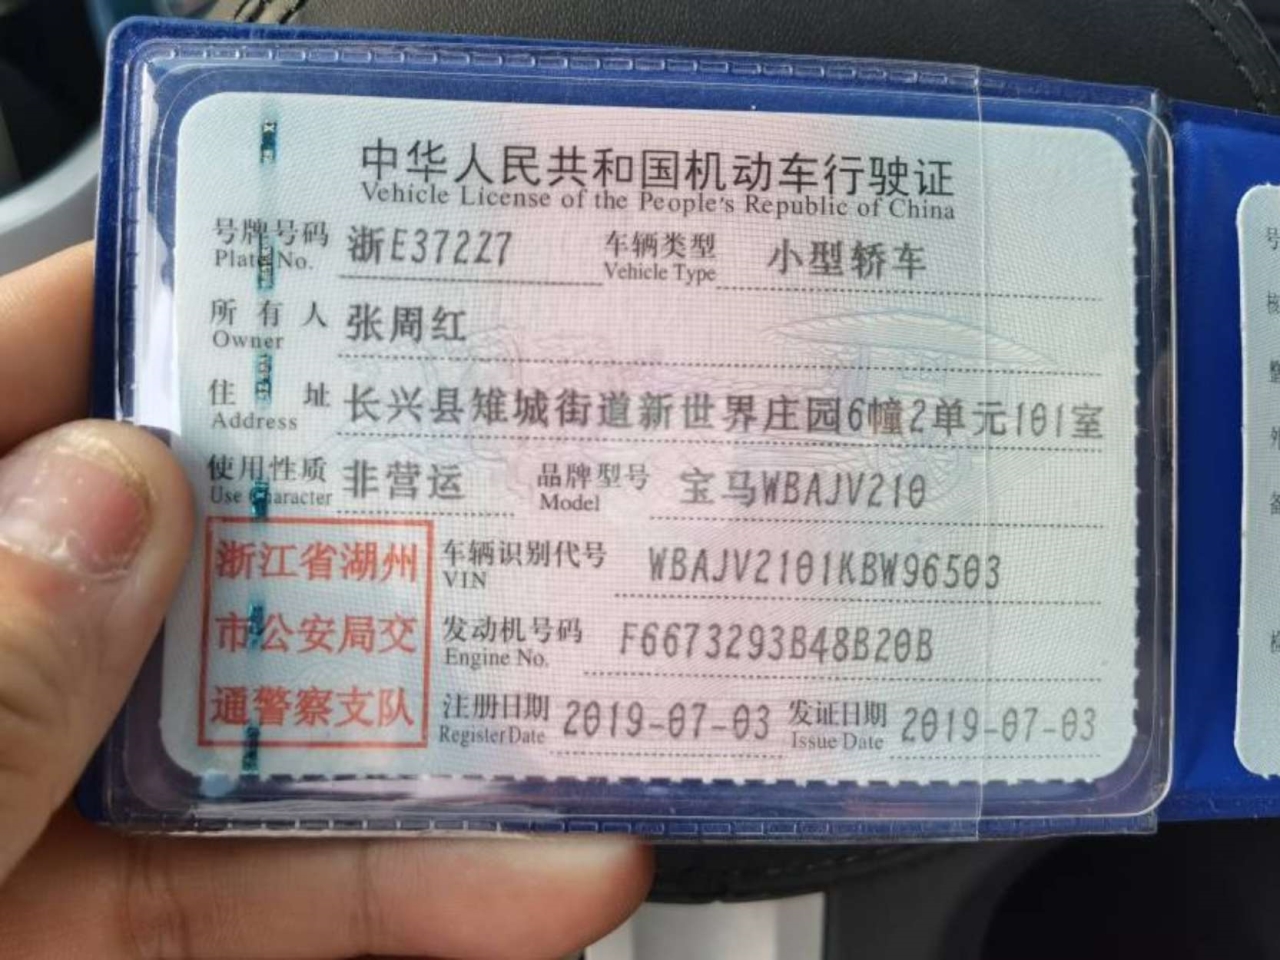 中华人民共和国机动车行驶证
Vehicle License of the People's Republic of China
号牌号码 浙E372Z7 车辆类型 小型轿车
Plate No. Vehicle Type
所有人 张周红
Owner
住址 长兴县雉城街道新世界庄园6幢2单元101室
Address
使用性质 非营运 品牌型号 宝马WBAJV210
Use Character Model
浙江省湖州
市公安局交
通警察支队
车辆识别代号 WBAJV2101KBW96503
VIN
发动机号码 F6673293B48B20B
Engine No.
注册日期 2019-07-03 发证日期 2019-07-03
Register Date Issue Date
号